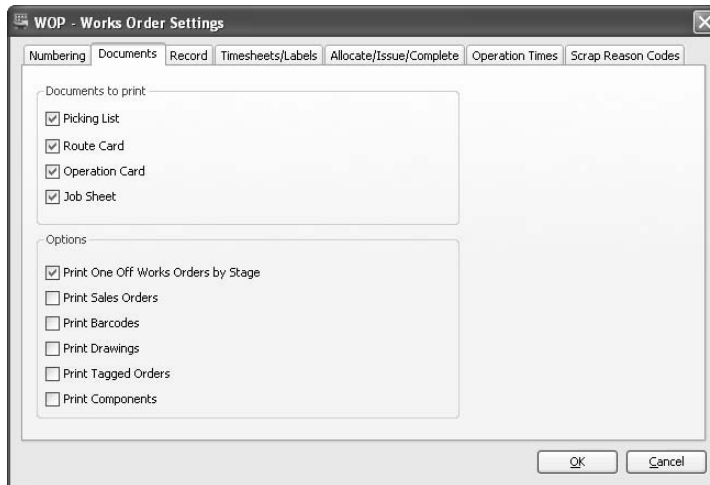 WOP - Works Order Settings
Numbering Documents Record Timesheets/Labels Allocate/Issue/Complete Operation Times Scrap Reason Codes
Documents to print
Picking List
Route Card
Operation Card
Job Sheet
Options
Print One Off Works Orders by Stage
Print Sales Orders
Print Barcodes
Print Drawings
Print Tagged Orders
Print Components
OK Cancel